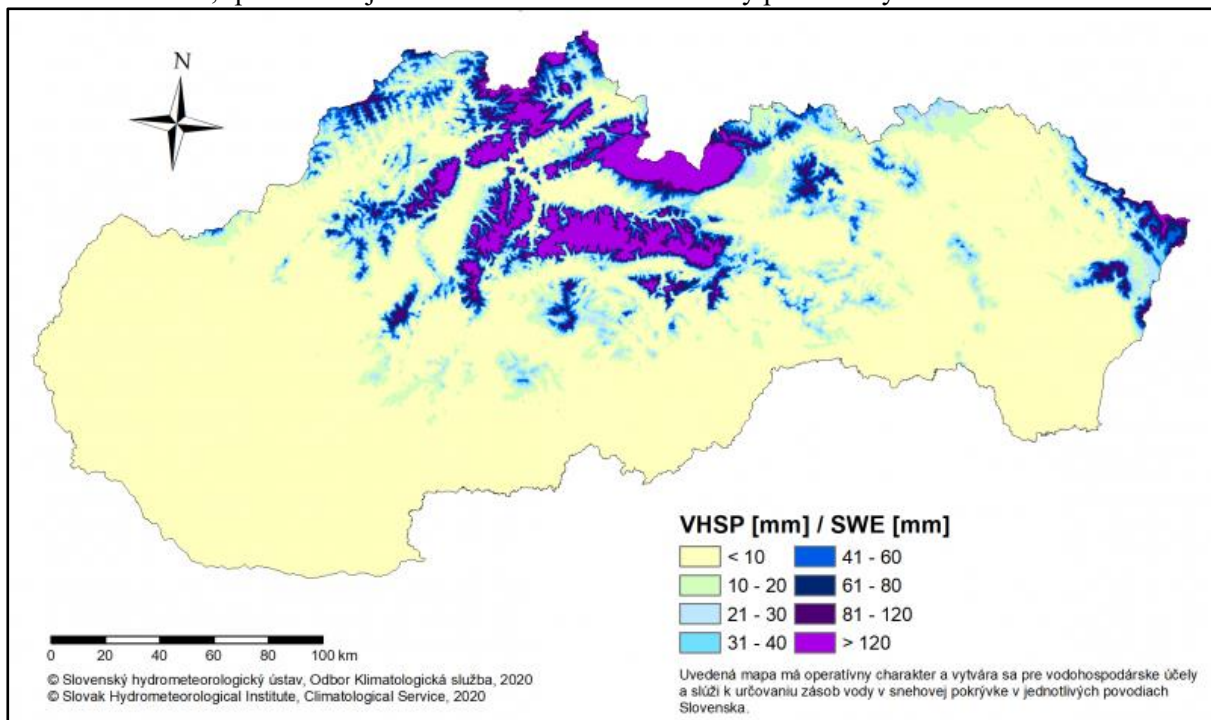 N
VHSP [mm] / SWE [mm]
< 10
41 - 60
10 - 20
61 - 80
21 - 30
81 - 120
31 - 40
> 120
0 20 40 60 80 100 km
© Slovenský hydrometeorologický ústav, Odbor Klimatologická služba, 2020
© Slovak Hydrometeorological Institute, Climatological Service, 2020
Uvedená mapa má operatívny charakter a vytvára sa pre vodohospodárske účely
a slúži k určovaniu zásob vody v snehovej pokrývke v jednotlivých povodiach
Slovenska.